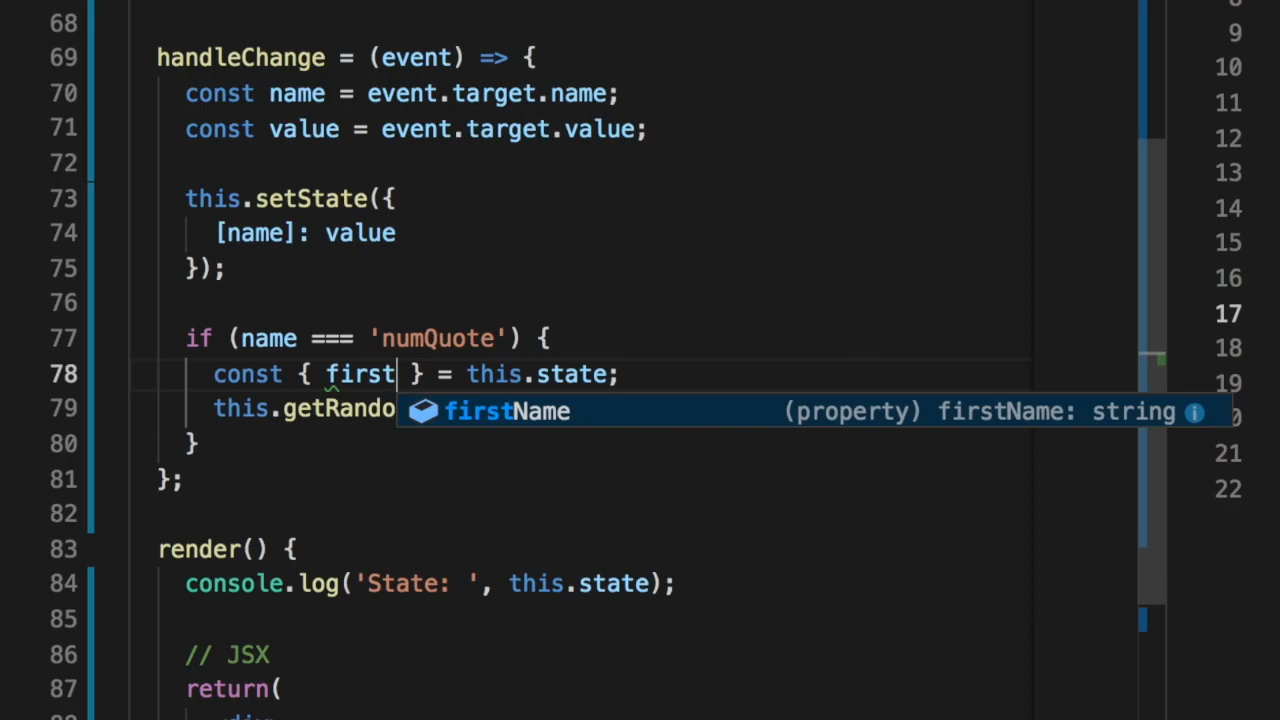 68
69 handleChange = (event) => {
70 const name = event.target.name;
71 const value = event.target.value;
72
73 this.setState({
74 [name]: value
75 });
76
77 if (name === 'numQuote') {
78 const { first } = this.state;
79 this.getRando
firstName (property) firstName: string
80 }
81 };
82
83 render() {
84 console.log('State: ', this.state);
85
86 // JSX
87 return(
9
10
11
12
13
14
15
16
17
18
19
21
22